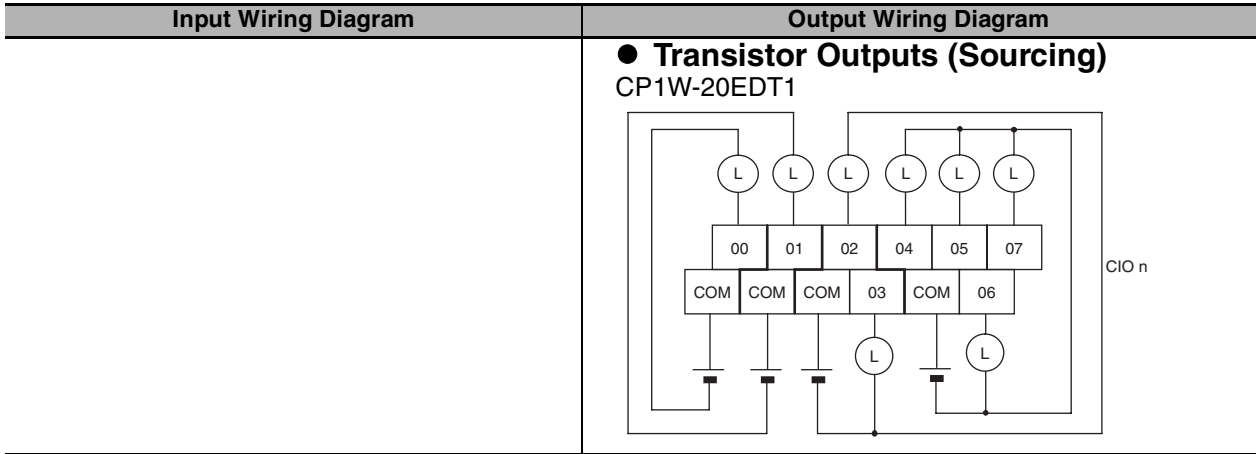 Input Wiring Diagram
Output Wiring Diagram
● Transistor Outputs (Sourcing)
CP1W-20EDT1
L L L L L L
00 01 02 04 05 07
CIO n
COM COM COM 03 COM 06
L L